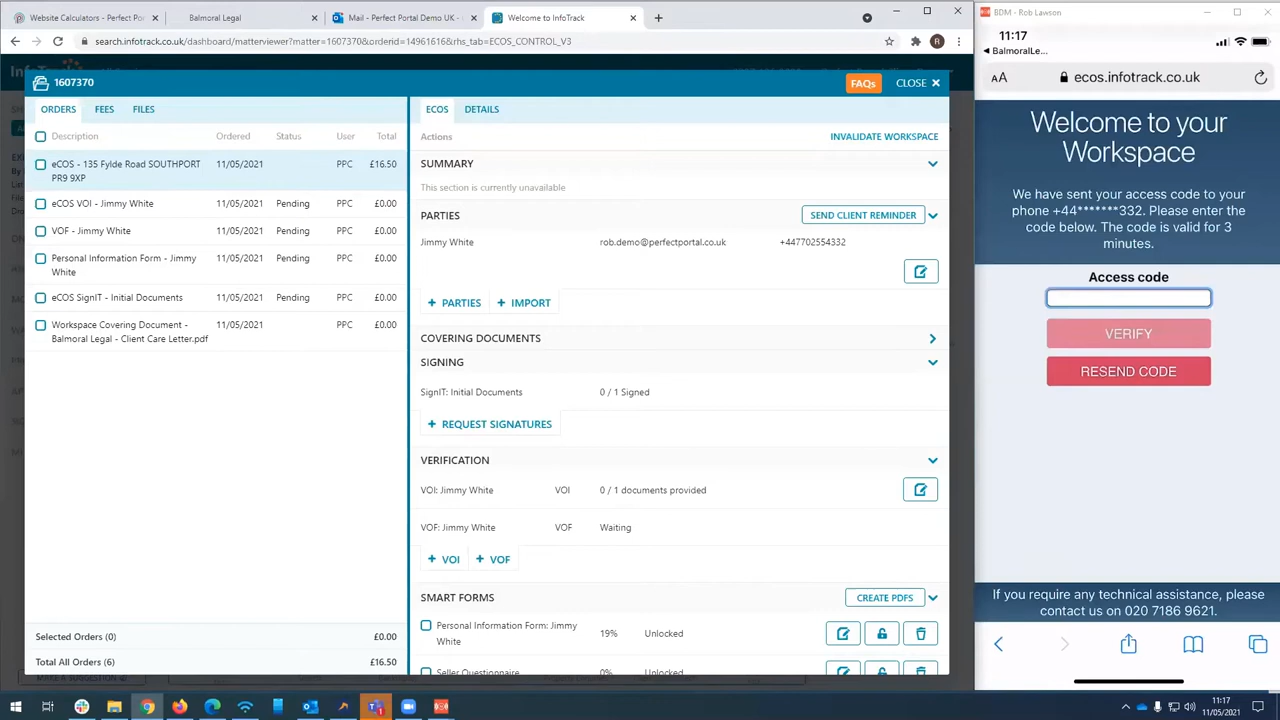 Website Calculators - Perfect Por
Balmoral Legal
Mail - Perfect Portal Demo UK -
Welcome to InfoTrack
search.infotrack.co.uk/dashboard/matterviewer?matter=1607370&orderid=14961616&rhs_tab=ECOS_CONTROL_V3
R
1607370
FAQs
CLOSE
ORDERS FEES FILES
Description Ordered Status User Total
eCOS - 135 Fylde Road SOUTHPORT 11/05/2021 PPC £16.50
PR9 9XP
eCOS VOI - Jimmy White 11/05/2021 Pending PPC £0.00
VOF - Jimmy White 11/05/2021 Pending PPC £0.00
Personal Information Form - Jimmy 11/05/2021 Pending PPC £0.00
White
eCOS SignIT - Initial Documents 11/05/2021 Pending PPC £0.00
Workspace Covering Document - 11/05/2021 PPC £0.00
Balmoral Legal - Client Care Letter.pdf
Selected Orders (0) £0.00
Total All Orders (6) £16.50
ECOS DETAILS
Actions INVALIDATE WORKSPACE
SUMMARY
This section is currently unavailable
PARTIES SEND CLIENT REMINDER
Jimmy White rob.demo@perfectportal.co.uk +447702554332
+ PARTIES + IMPORT
COVERING DOCUMENTS
SIGNING
SignIT: Initial Documents 0 / 1 Signed
+ REQUEST SIGNATURES
VERIFICATION
VOI: Jimmy White VOI 0 / 1 documents provided
VOF: Jimmy White VOF Waiting
+ VOI + VOF
SMART FORMS CREATE PDFS
Personal Information Form: Jimmy 19% Unlocked
White
Seller Questionnaire 0% Unlocked
BDM - Rob Lawson
11:17
BalmoralLe...
AA ecos.infotrack.co.uk
Welcome to your
Workspace
We have sent your access code to your
phone +44*******332. Please enter the
code below. The code is valid for 3
minutes.
Access code
VERIFY
RESEND CODE
If you require any technical assistance, please
contact us on 020 7186 9621.
11:17
11/05/2021